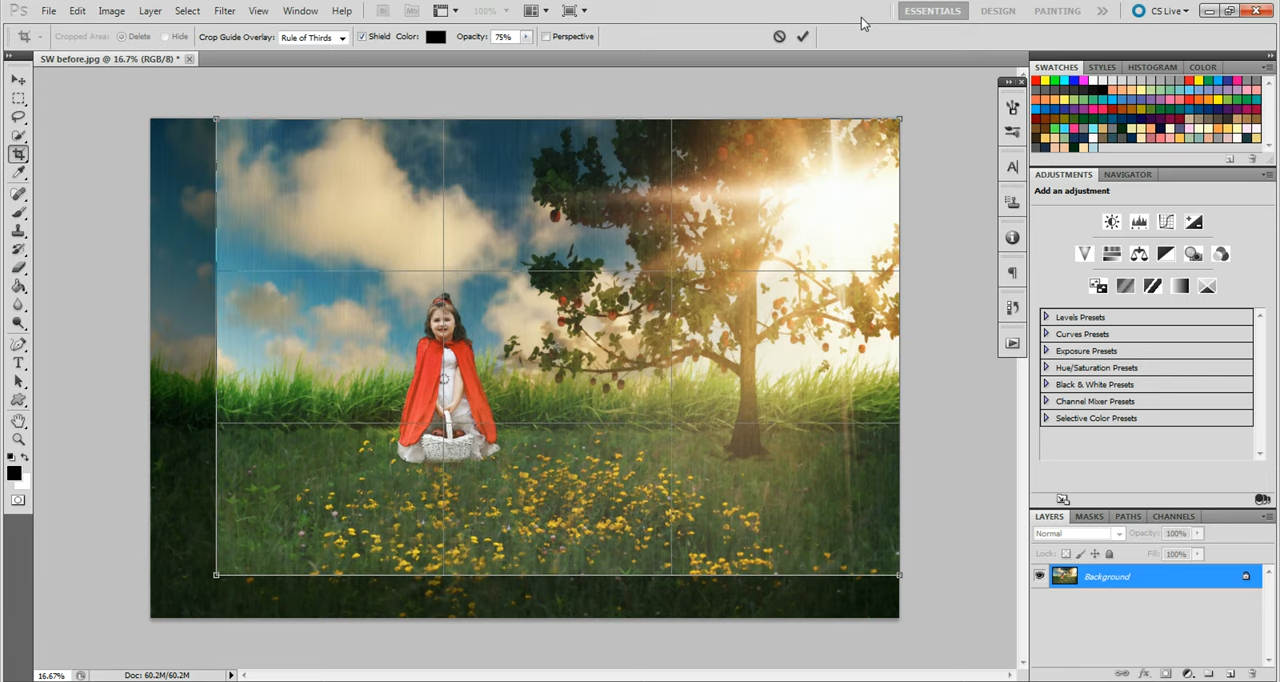 Ps File Edit Image Layer Select Filter View Window Help Br Mb 100% ESSENTIALS DESIGN PAINTING CS Live
Cropped Area: Delete Hide Crop Guide Overlay: Rule of Thirds Shield Color: Opacity: 75% Perspective
SW before.jpg @ 16.7% (RGB/8) *
SWATCHES STYLES HISTOGRAM COLOR
ADJUSTMENTS NAVIGATOR
Add an adjustment
Levels Presets
Curves Presets
Exposure Presets
Hue/Saturation Presets
Black & White Presets
Channel Mixer Presets
Selective Color Presets
LAYERS MASKS PATHS CHANNELS
Normal Opacity: 100%
Lock: Fill: 100%
Background
16.67% Doc: 60.2M/60.2M